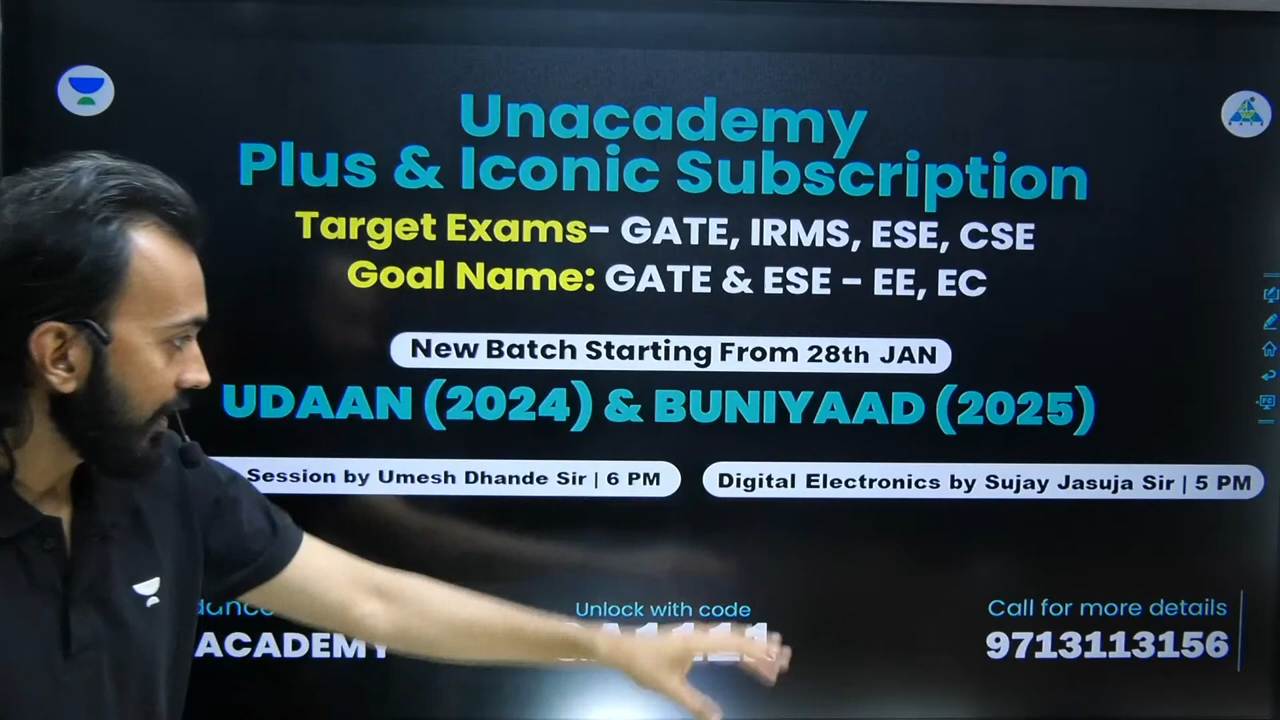 Unacademy
Plus & Iconic Subscription
Target Exams- GATE, IRMS, ESE, CSE
Goal Name: GATE & ESE - EE, EC
New Batch Starting From 28th JAN
UDAAN (2024) & BUNIYAAD (2025)
Session by Umesh Dhande Sir | 6 PM
Digital Electronics by Sujay Jasuja Sir | 5 PM
Unlock with code
Call for more details
ACADEMY
9713113156